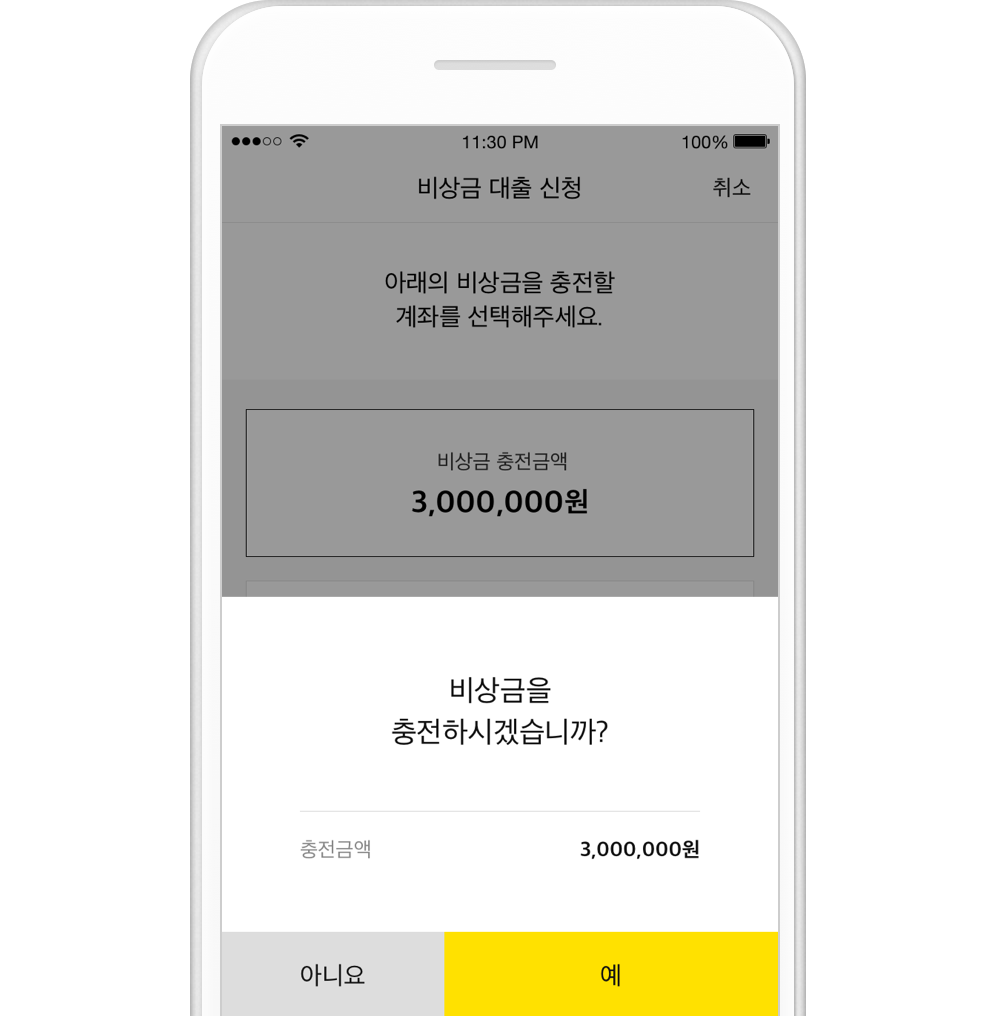 11:30 PM 100%
비상금 대출 신청 취소
아래의 비상금을 충전할
계좌를 선택해주세요.
비상금 충전금액
3,000,000원
비상금을
충전하시겠습니까?
충전금액 3,000,000원
아니요 예